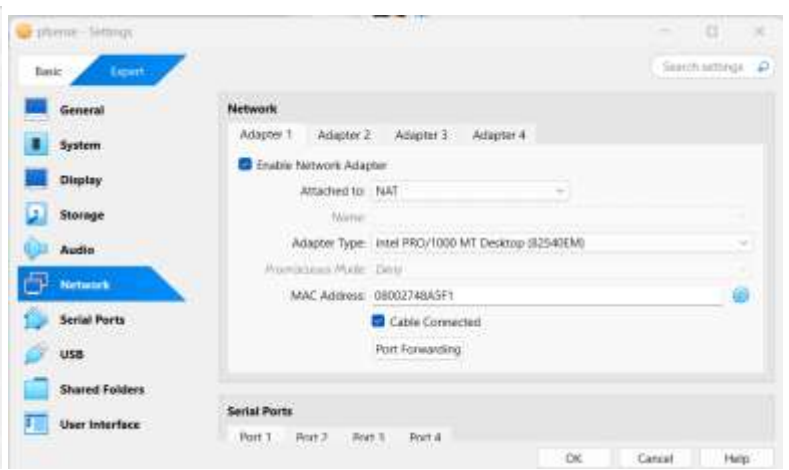 pfsense - Settings
Basic
Expert
Search settings
General
System
Display
Storage
Audio
Network
Serial Ports
USB
Shared Folders
User Interface
Network
Adapter 1 Adapter 2 Adapter 3 Adapter 4
Enable Network Adapter
Attached to: NAT
Name:
Adapter Type: Intel PRO/1000 MT Desktop (82540EM)
Promiscuous Mode: Deny
MAC Address: 08002748A5F1
Cable Connected
Port Forwarding
Serial Ports
Port 1 Port 2 Port 3 Port 4
OK Cancel Help